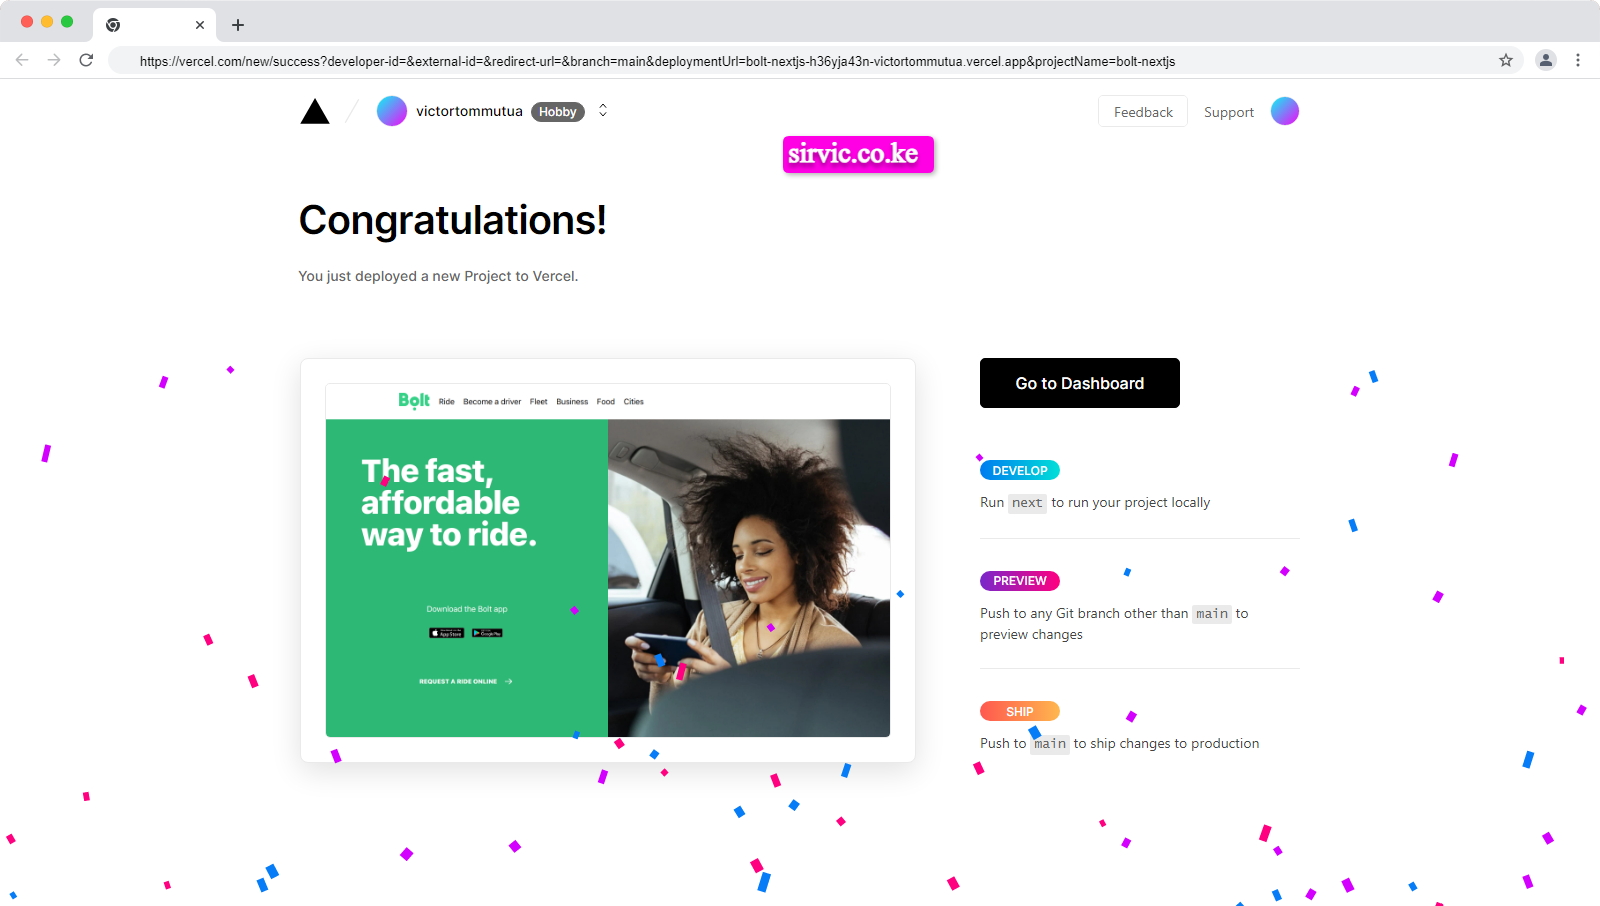 https://vercel.com/new/success?developer-id=&external-id=&redirect-url=&branch=main&deploymentUrl=bolt-nextjs-h36yja43n-victortommutua.vercel.app&projectName=bolt-nextjs
victortommutua Hobby
Feedback Support
sirvic.co.ke
Congratulations!
You just deployed a new Project to Vercel.
Bolt Ride Become a driver Fleet Business Food Cities
The fast,
affordable
way to ride.
Download the Bolt app
App Store Google Play
REQUEST A RIDE ONLINE
Go to Dashboard
DEVELOP
Run next to run your project locally
PREVIEW
Push to any Git branch other than main to
preview changes
SHIP
Push to main to ship changes to production